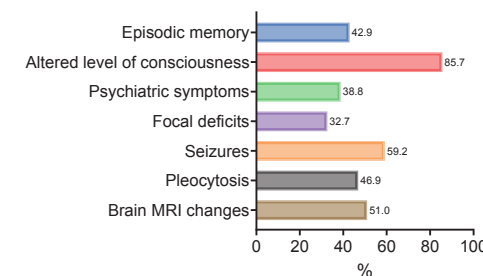 Episodic memory 42.9
Altered level of consciousness 85.7
Psychiatric symptoms 38.8
Focal deficits 32.7
Seizures 59.2
Pleocytosis 46.9
Brain MRI changes 51.0
0 20 40 60 80 100
%